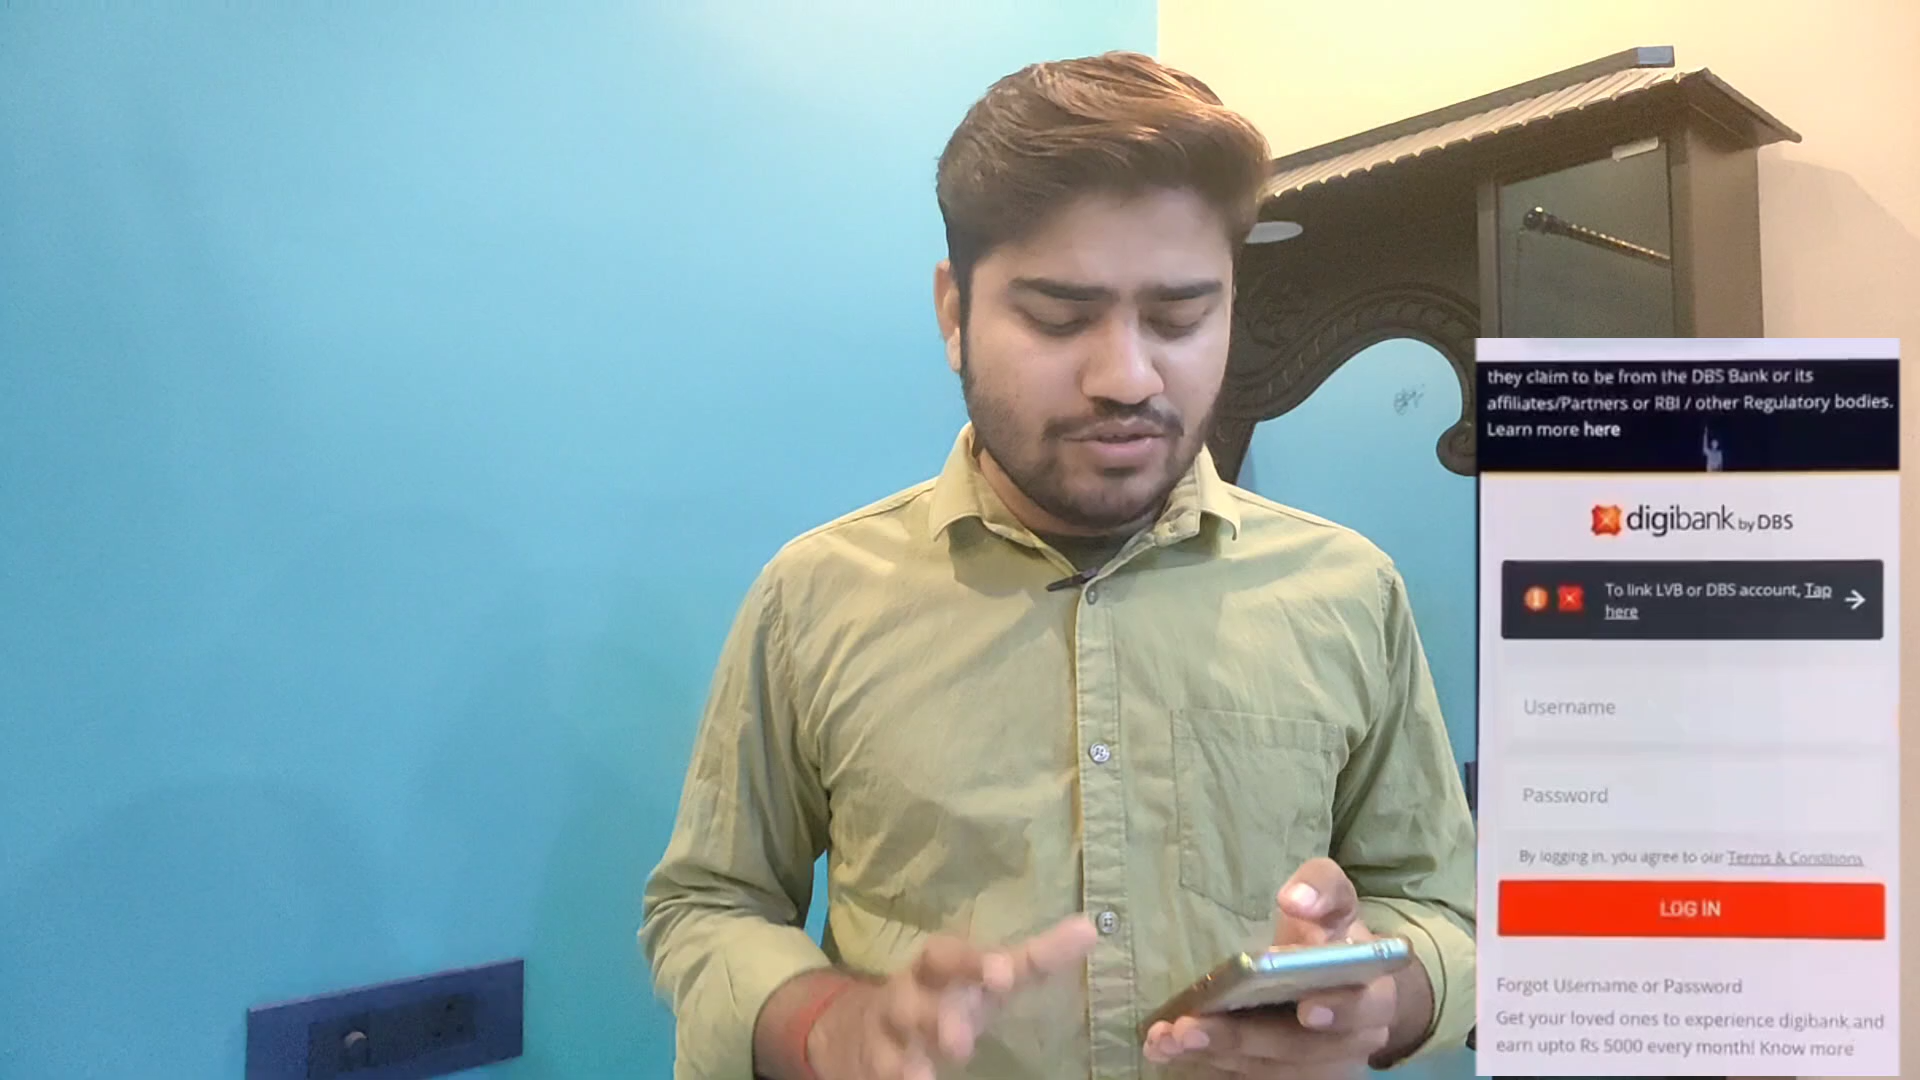 they claim to be from the DBS Bank or its
affiliates/Partners or RBI / other Regulatory bodies.
Learn more here
digibank by DBS
To link LVB or DBS account, Tap
here
Username
Password
By logging in, you agree to our Terms & Conditions
LOG IN
Forgot Username or Password
Get your loved ones to experience digibank and
earn upto Rs 5000 every month! Know more